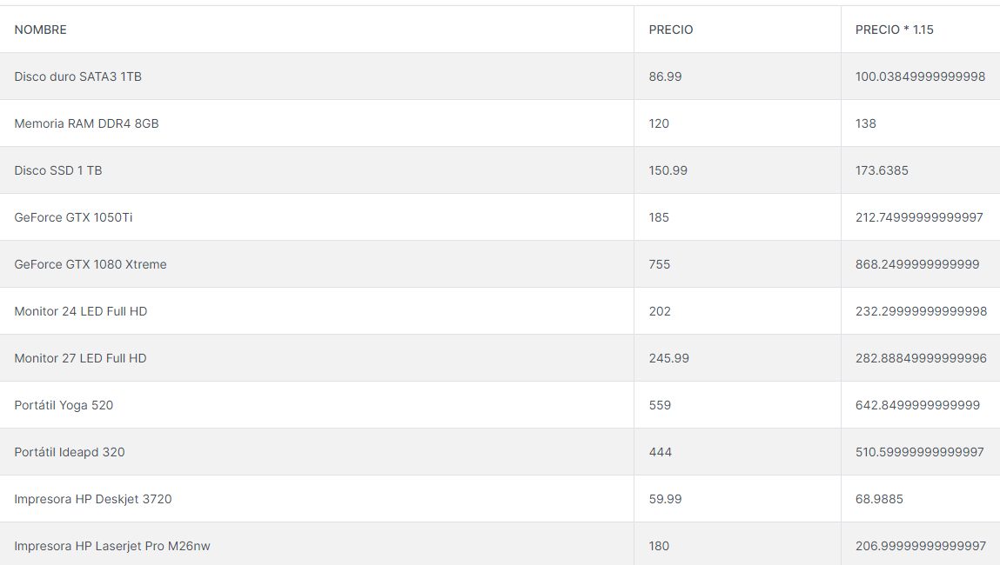 NOMBRE PRECIO PRECIO * 1.15
Disco duro SATA3 1TB 86.99 100.03849999999998
Memoria RAM DDR4 8GB 120 138
Disco SSD 1 TB 150.99 173.6385
GeForce GTX 1050Ti 185 212.74999999999997
GeForce GTX 1080 Xtreme 755 868.2499999999999
Monitor 24 LED Full HD 202 232.29999999999998
Monitor 27 LED Full HD 245.99 282.88849999999996
Portátil Yoga 520 559 642.8499999999999
Portátil Ideapd 320 444 510.59999999999997
Impresora HP Deskjet 3720 59.99 68.9885
Impresora HP Laserjet Pro M26nw 180 206.99999999999997